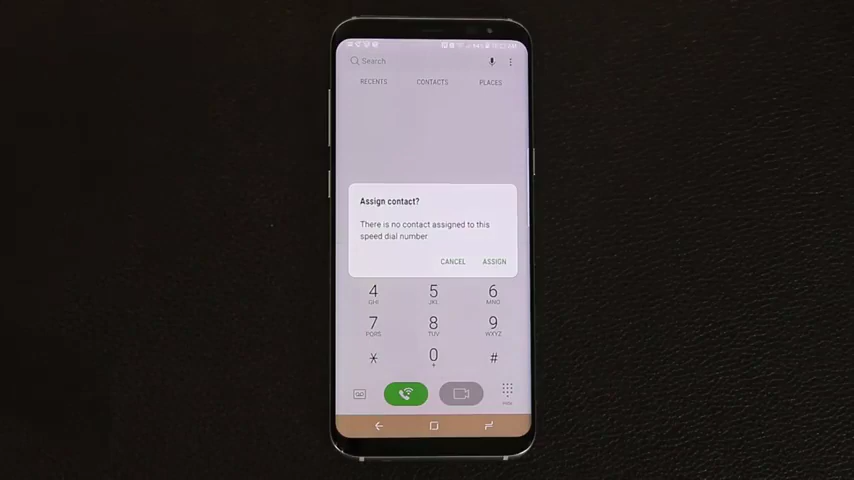 Search
RECENTS CONTACTS PLACES
Assign contact?
There is no contact assigned to this
speed dial number
CANCEL ASSIGN
4 5 6
GHI JKL MNO
7 8 9
PQRS TUV WXYZ
* 0 #
+
Hide